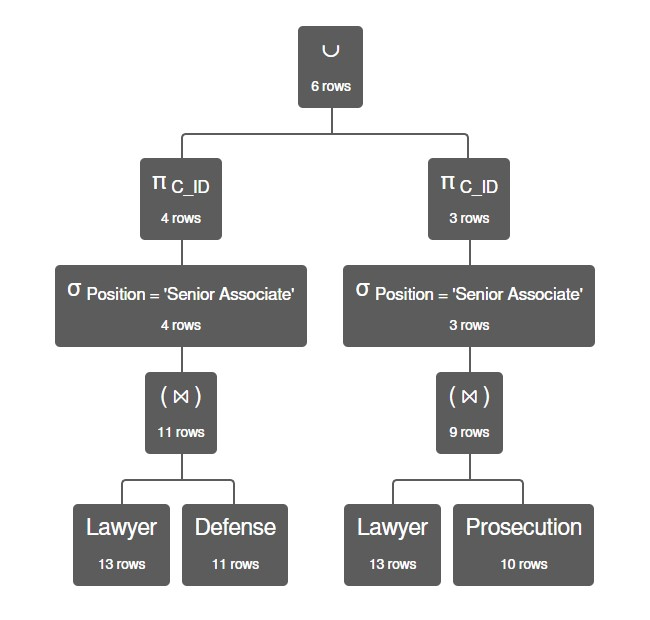 ∪
6 rows
π C_ID
4 rows
π C_ID
3 rows
σ Position = 'Senior Associate'
4 rows
σ Position = 'Senior Associate'
3 rows
( ⋈ )
11 rows
( ⋈ )
9 rows
Lawyer
13 rows
Defense
11 rows
Lawyer
13 rows
Prosecution
10 rows